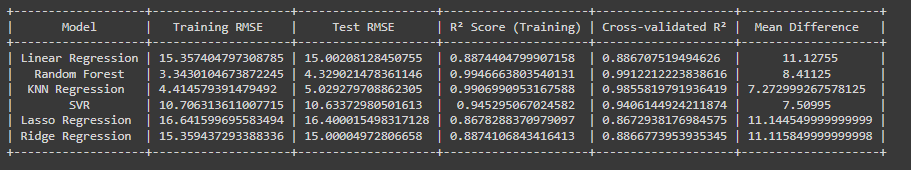 +------------------+--------------------+--------------------+---------------------+--------------------+--------------------+
| Model | Training RMSE | Test RMSE | R² Score (Training) | Cross-validated R² | Mean Difference |
+------------------+--------------------+--------------------+---------------------+--------------------+--------------------+
| Linear Regression | 15.357404797308785 | 15.00208128450755 | 0.8874404799907158 | 0.886707519494626 | 11.12755 |
| Random Forest | 3.3430104673872245 | 4.329021478361146 | 0.9946663803540131 | 0.9912212223838616 | 8.41125 |
| KNN Regression | 4.414579391479492 | 5.029279708862305 | 0.9906990953167588 | 0.9855819791936419 | 7.272999267578125 |
| SVR | 10.706313611007715 | 10.63372980501613 | 0.945295067024582 | 0.9406144924211874 | 7.50995 |
| Lasso Regression | 16.641599695583494 | 16.400015498317128 | 0.8678288370979097 | 0.8672938176984575 | 11.144549999999999 |
| Ridge Regression | 15.359437293388336 | 15.00004972806658 | 0.8874106843416413 | 0.8866773953935345 | 11.115849999999998 |
+------------------+--------------------+--------------------+---------------------+--------------------+--------------------+